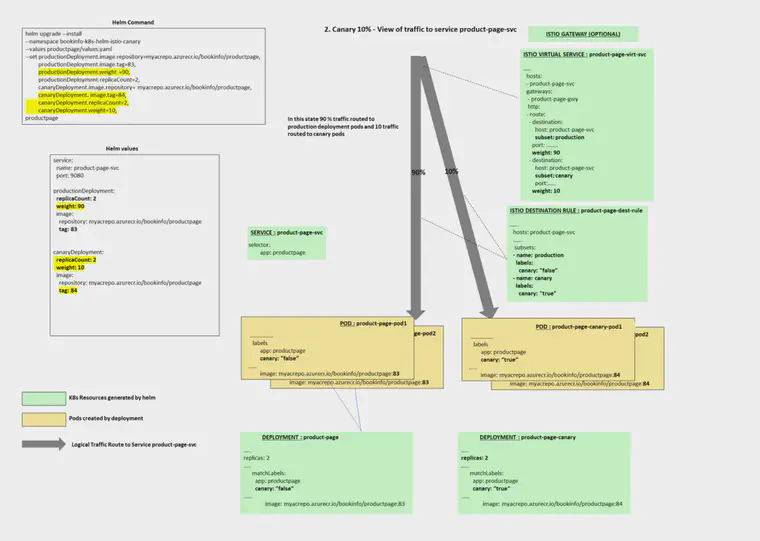 Helm Command
helm upgrade --install
--namespace bookinfo-k8s-helm-istio-canary
--values productpage/values.yaml
--set productionDeployment.image.repository=myacrepo.azurecr.io/bookinfo/productpage,
productionDeployment.image.tag=83,
productionDeployment.weight =90,
productionDeployment.replicaCount=2,
canaryDeployment.image.repository= myacrepo.azurecr.io/bookinfo/productpage,
canaryDeployment. image.tag=84,
canaryDeployment.replicaCount=2,
canaryDeployment.weight=10,
productpage
Helm values
service:
name: product-page-svc
port: 9080
productionDeployment:
replicaCount: 2
weight: 90
image:
repository: myacrepo.azurecr.io/bookinfo/productpage
tag: 83
canaryDeployment:
replicaCount: 2
weight: 10
image:
repository: myacrepo.azurecr.io/bookinfo/productpage
tag: 84
K8s Resources generated by helm
Pods created by deployment
Logical Traffic Route to Service product-page-svc
2. Canary 10% - View of traffic to service product-page-svc
In this state 90 % traffic routed to
production deployment pods and 10 traffic
routed to canary pods
90%
10%
ISTIO GATEWAY (OPTIONAL)
ISTIO VIRTUAL SERVICE : product-page-virt-svc
.....
hosts:
- product-page-svc
gateways:
- product-page-gwy
http:
- route:
- destination:
host: product-page-svc
subset: production
port: .......
weight: 90
- destination:
host: product-page-svc
subset: canary
port:.....
weight: 10
ISTIO DESTINATION RULE : product-page-dest-rule
.....
hosts: product-page-svc
.....
subsets:
- name: production
labels:
canary: "false"
- name: canary
labels:
canary: "true"
SERVICE : product-page-svc
selector:
app: productpage
POD : product-page-pod1
............
labels
app: productpage
canary: "false"
.....
image: myacrepo.azurecr.io/bookinfo/productpage:83
ge-pod2
image: myacrepo.azurecr.io/bookinfo/productpage:83
POD : product-page-canary-pod1
............
labels
app: productpage
canary: "true"
.....
image: myacrepo.azurecr.io/bookinfo/productpage:84
pod2
image: myacrepo.azurecr.io/bookinfo/productpage:84
DEPLOYMENT : product-page
.....
replicas: 2
.....
matchLabels:
app: productpage
canary: "false"
.....
image: myacrepo.azurecr.io/bookinfo/productpage:83
DEPLOYMENT : product-page-canary
.....
replicas: 2
.....
matchLabels:
app: productpage
canary: "true"
.....
image: myacrepo.azurecr.io/bookinfo/productpage:84